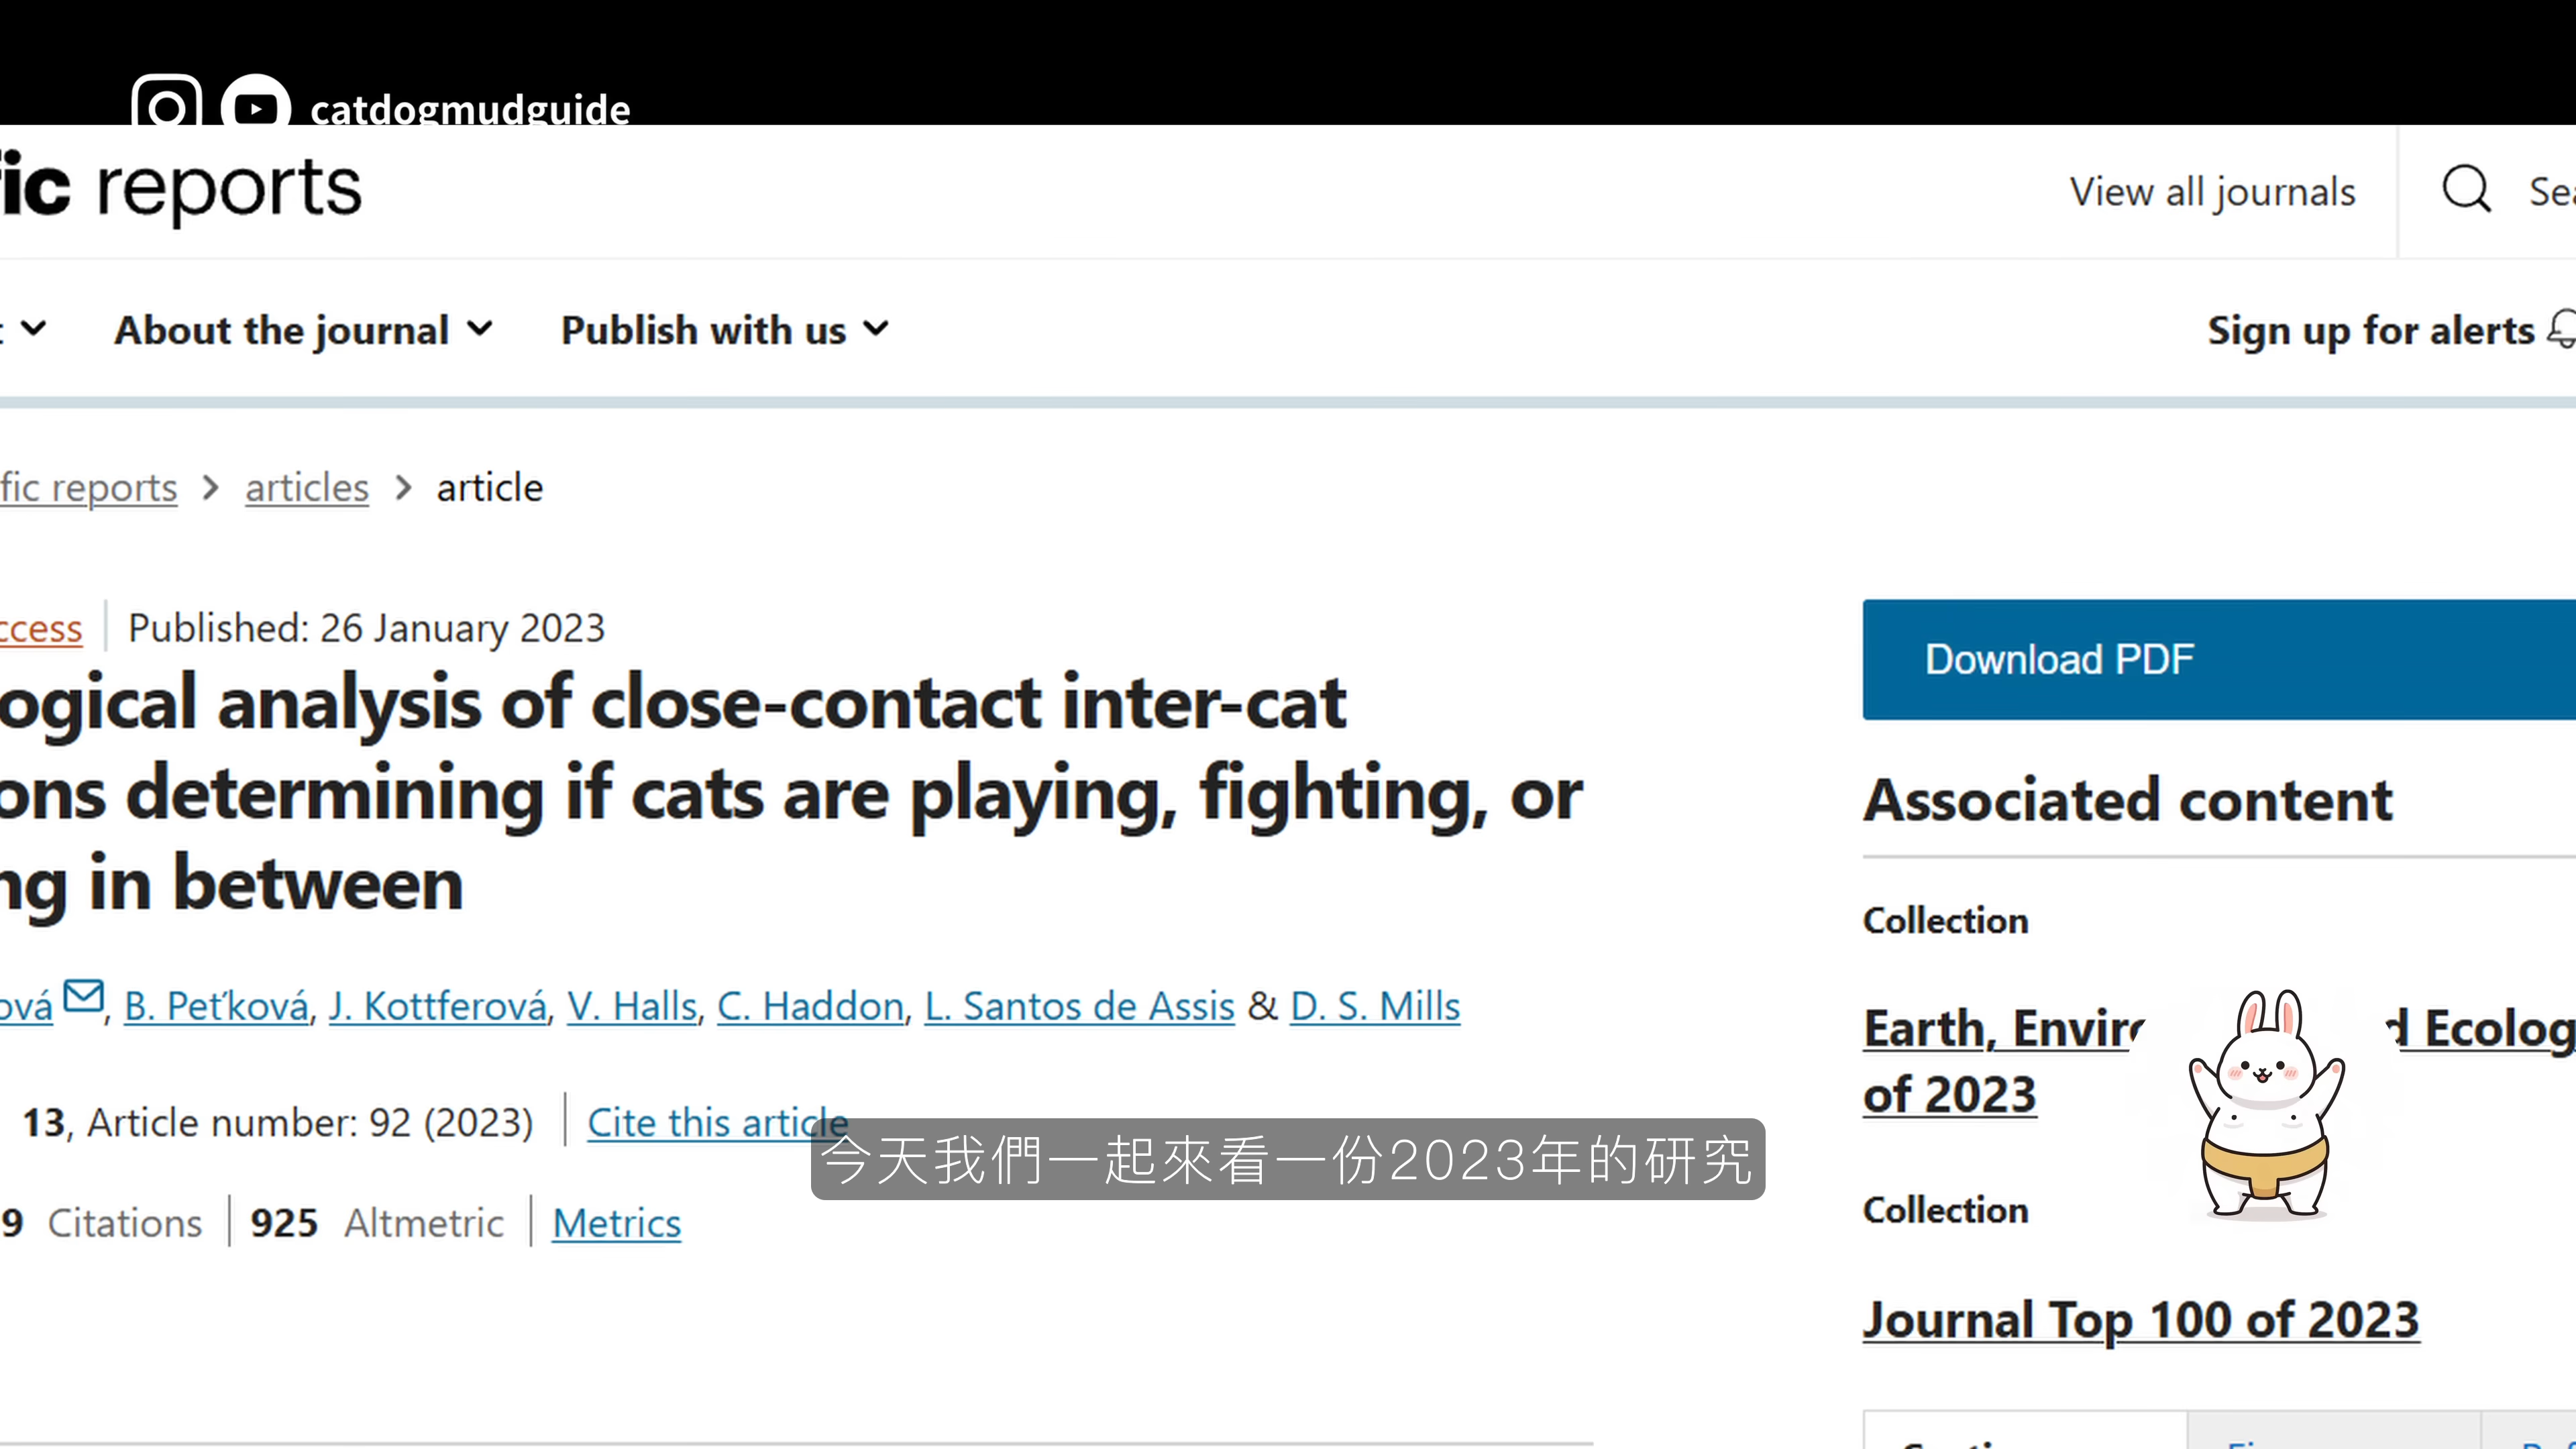 catdogmudguide
fic reports
View all journals
About the journal
Publish with us
Sign up for alerts
fic reports > articles > article
Published: 26 January 2023
ogical analysis of close-contact inter-cat
ons determining if cats are playing, fighting, or
ng in between
ová, B. Peťková, J. Kottferová, V. Halls, C. Haddon, L. Santos de Assis & D. S. Mills
13, Article number: 92 (2023)
Cite this article
9 Citations
925 Altmetric
Metrics
Download PDF
Associated content
Collection
Earth, Enviro d Ecolog
of 2023
Collection
Journal Top 100 of 2023
今天我們一起來看一份2023年的研究